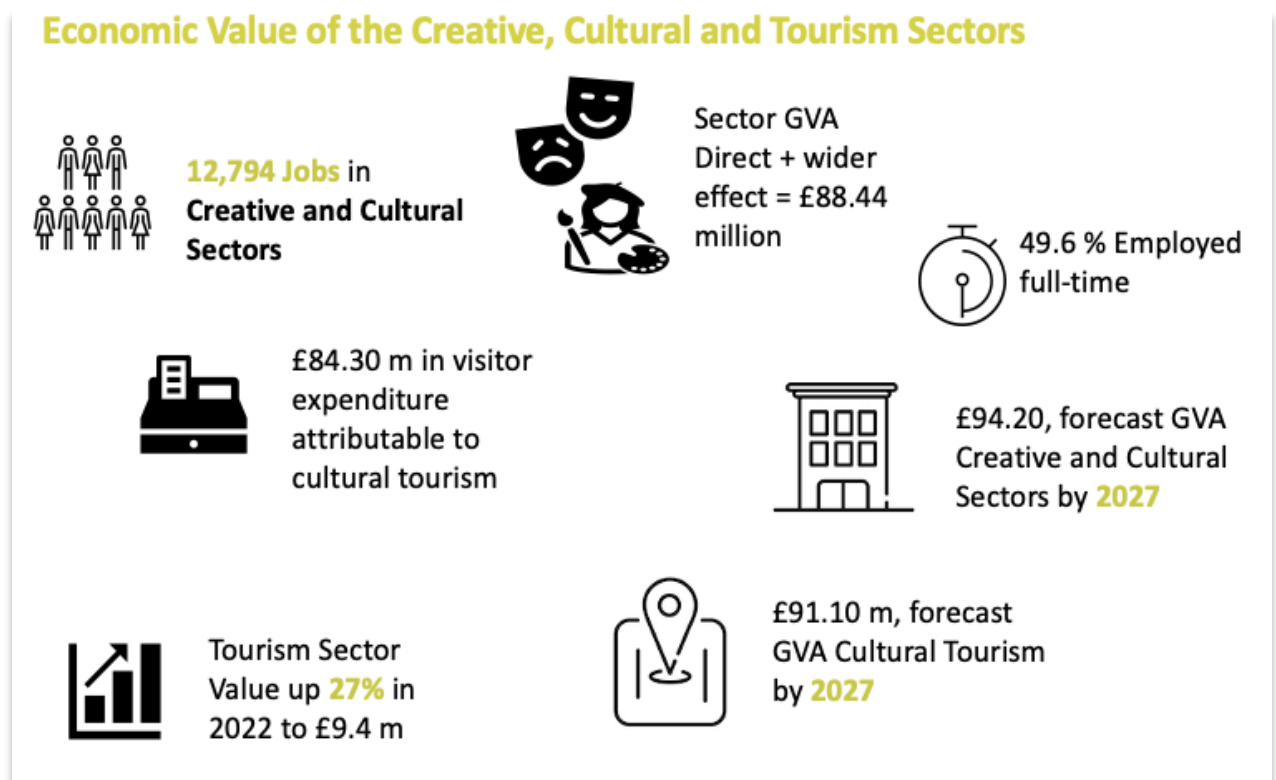 Economic Value of the Creative, Cultural and Tourism Sectors
12,794 Jobs in
Creative and Cultural
Sectors
Sector GVA
Direct + wider
effect = £88.44
million
49.6 % Employed
full-time
£84.30 m in visitor
expenditure
attributable to
cultural tourism
£94.20, forecast GVA
Creative and Cultural
Sectors by 2027
Tourism Sector
Value up 27% in
2022 to £9.4 m
£91.10 m, forecast
GVA Cultural Tourism
by 2027